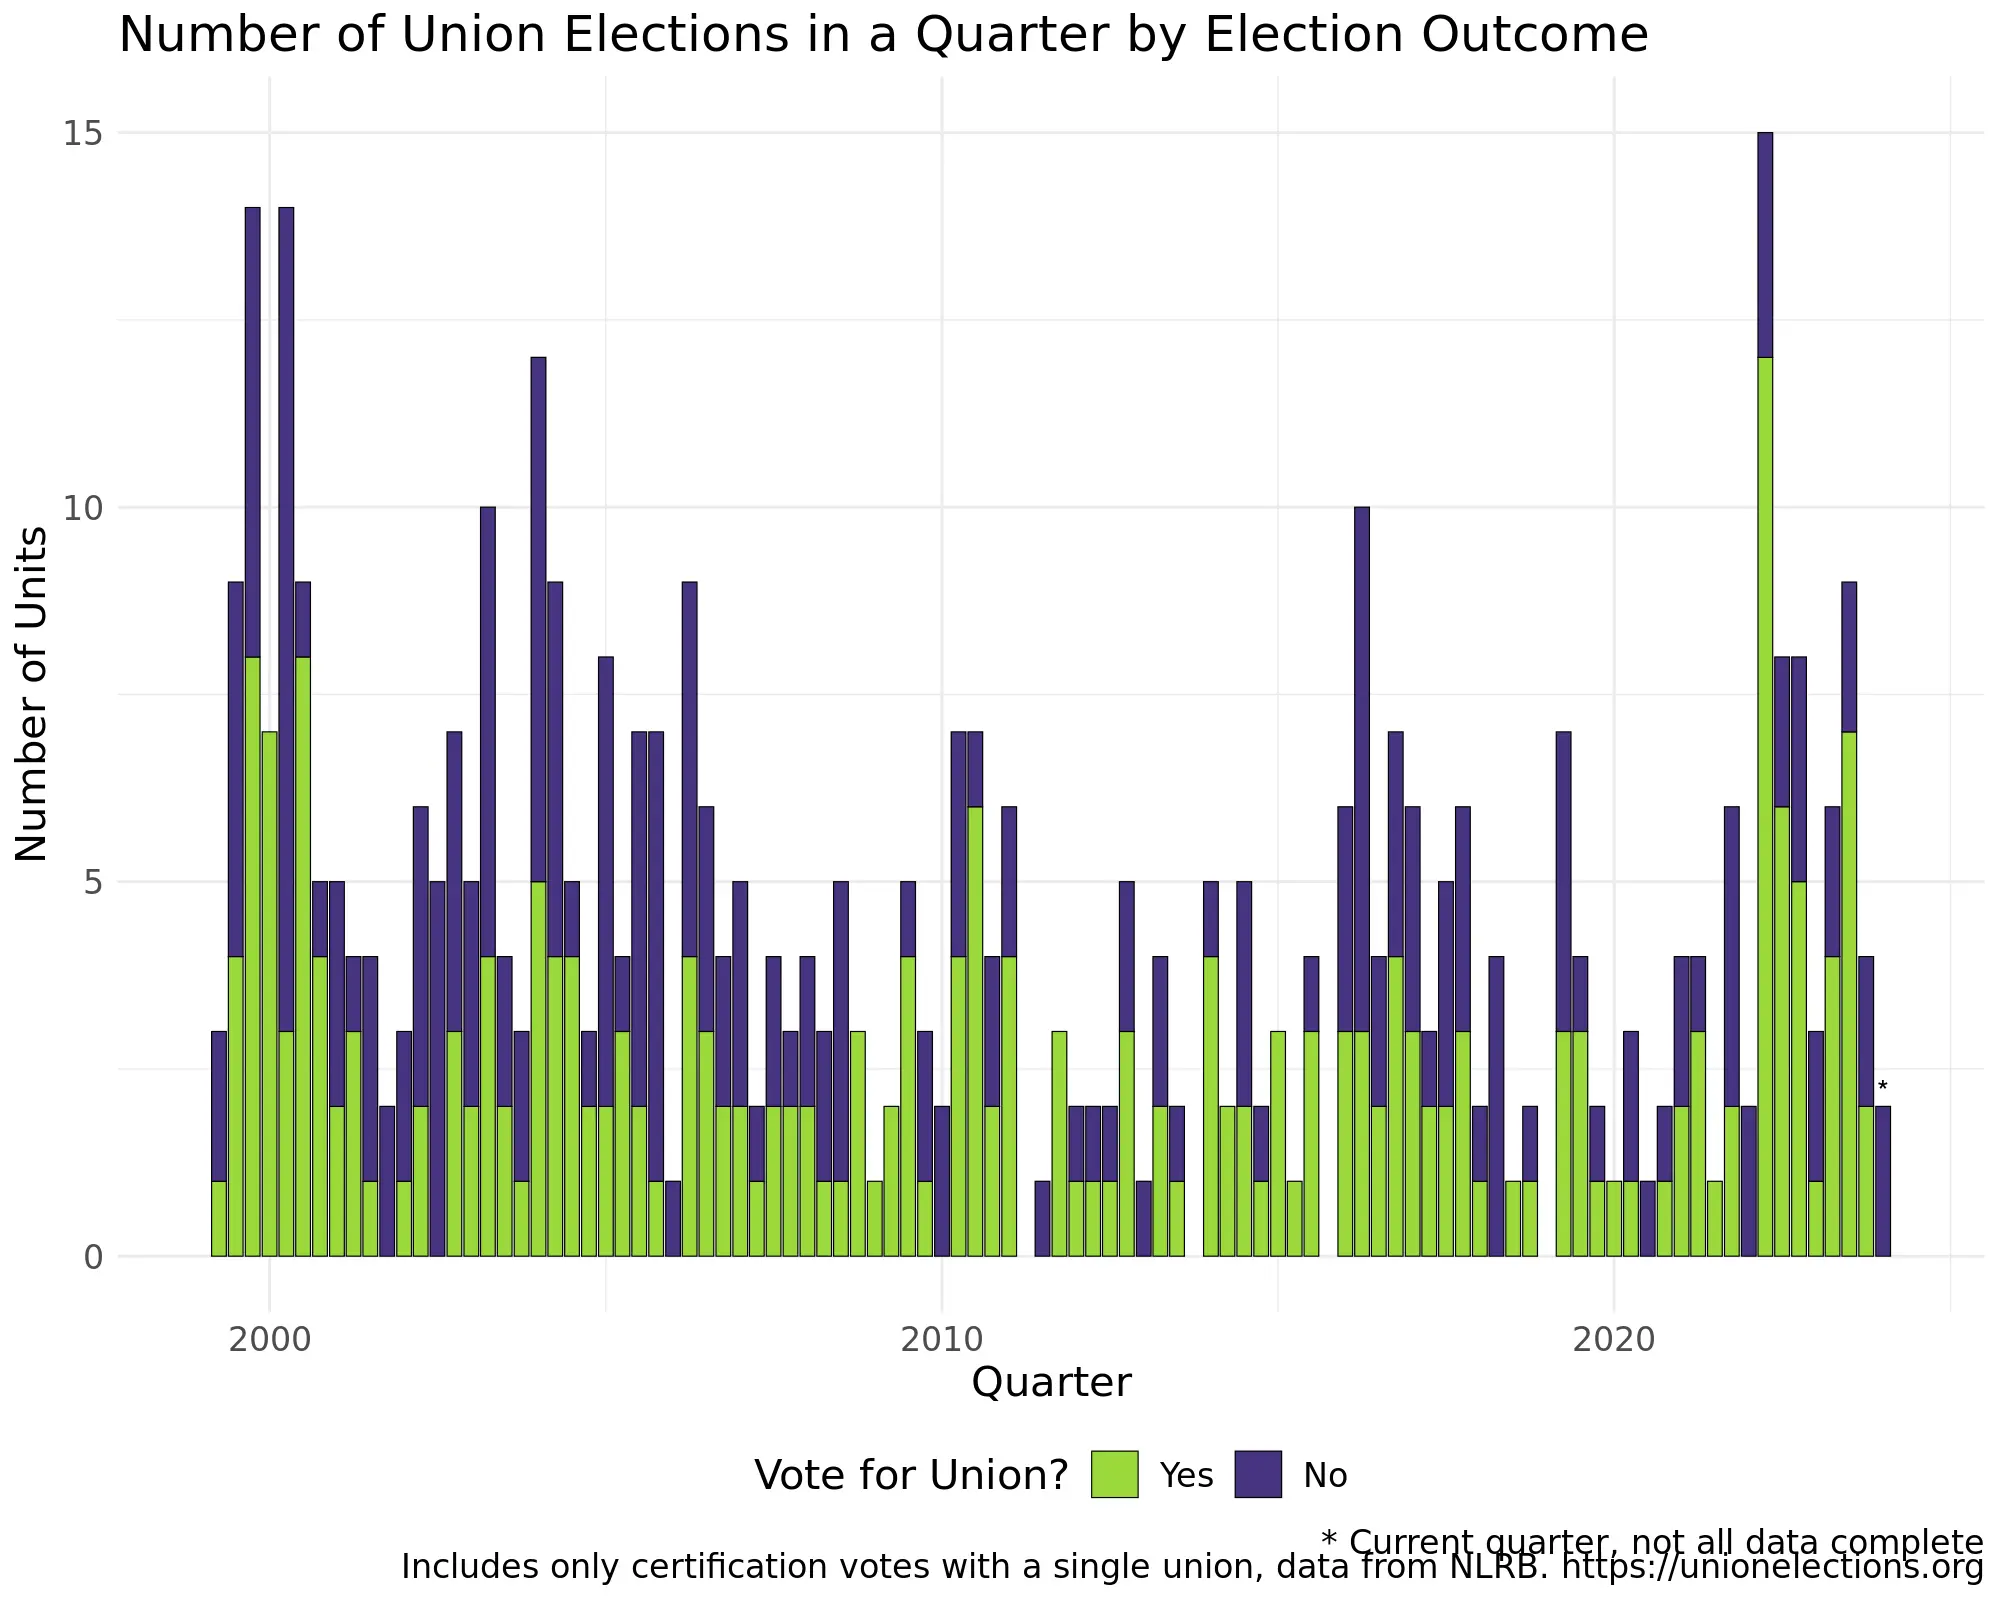 Number of Union Elections in a Quarter by Election Outcome
Number of Units
15
10
5
0
*
2000 2010 2020
Quarter
Vote for Union? Yes No
* Current quarter, not all data complete
Includes only certification votes with a single union, data from NLRB. https://unionelections.org